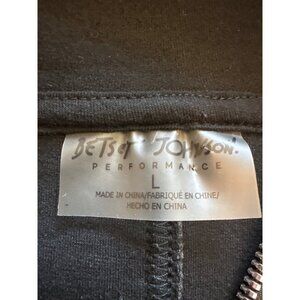 BETSEY JOHNSON.
PERFORMANCE
L
MADE IN CHINA/FABRIQUÉ EN CHINE/
HECHO EN CHINA